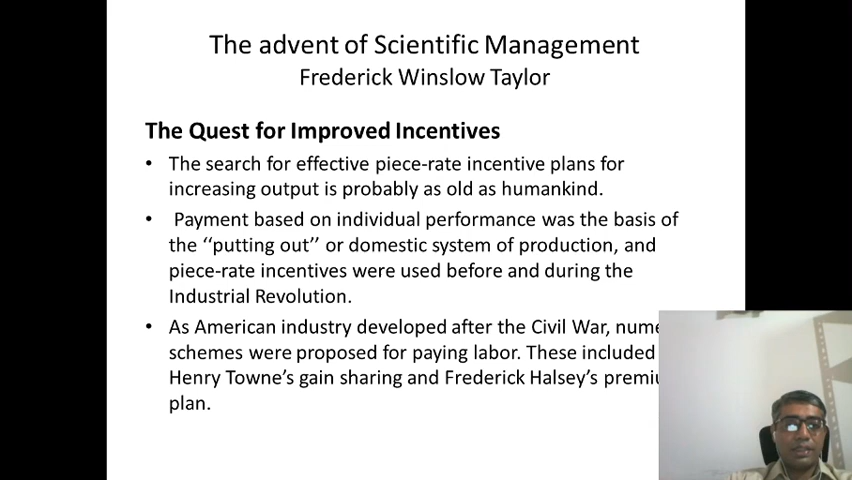 The advent of Scientific Management
Frederick Winslow Taylor
The Quest for Improved Incentives
• The search for effective piece-rate incentive plans for
increasing output is probably as old as humankind.
• Payment based on individual performance was the basis of
the ‘‘putting out’’ or domestic system of production, and
piece-rate incentives were used before and during the
Industrial Revolution.
• As American industry developed after the Civil War,
schemes were proposed for paying labor. These included
Henry Towne’s gain sharing and Frederick Halsey’s
plan.